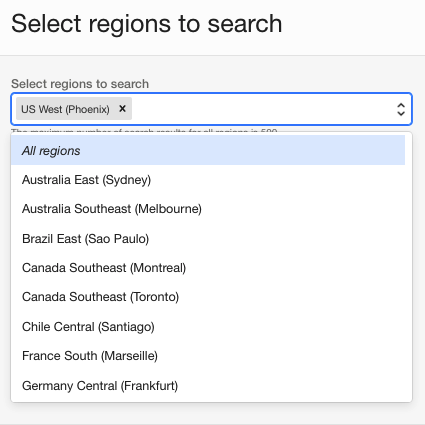 Select regions to search
Select regions to search
US West (Phoenix) ×
The maximum number of search results for all regions is 500
All regions
Australia East (Sydney)
Australia Southeast (Melbourne)
Brazil East (Sao Paulo)
Canada Southeast (Montreal)
Canada Southeast (Toronto)
Chile Central (Santiago)
France South (Marseille)
Germany Central (Frankfurt)